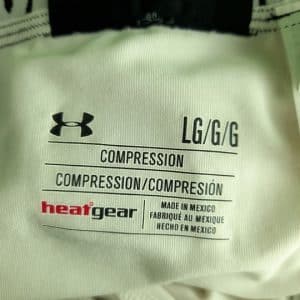 LG/G/G
COMPRESSION
COMPRESSION/COMPRESIÓN
heatgear
MADE IN MEXICO
FABRIQUÉ AU MEXIQUE
HECHO EN MEXICO